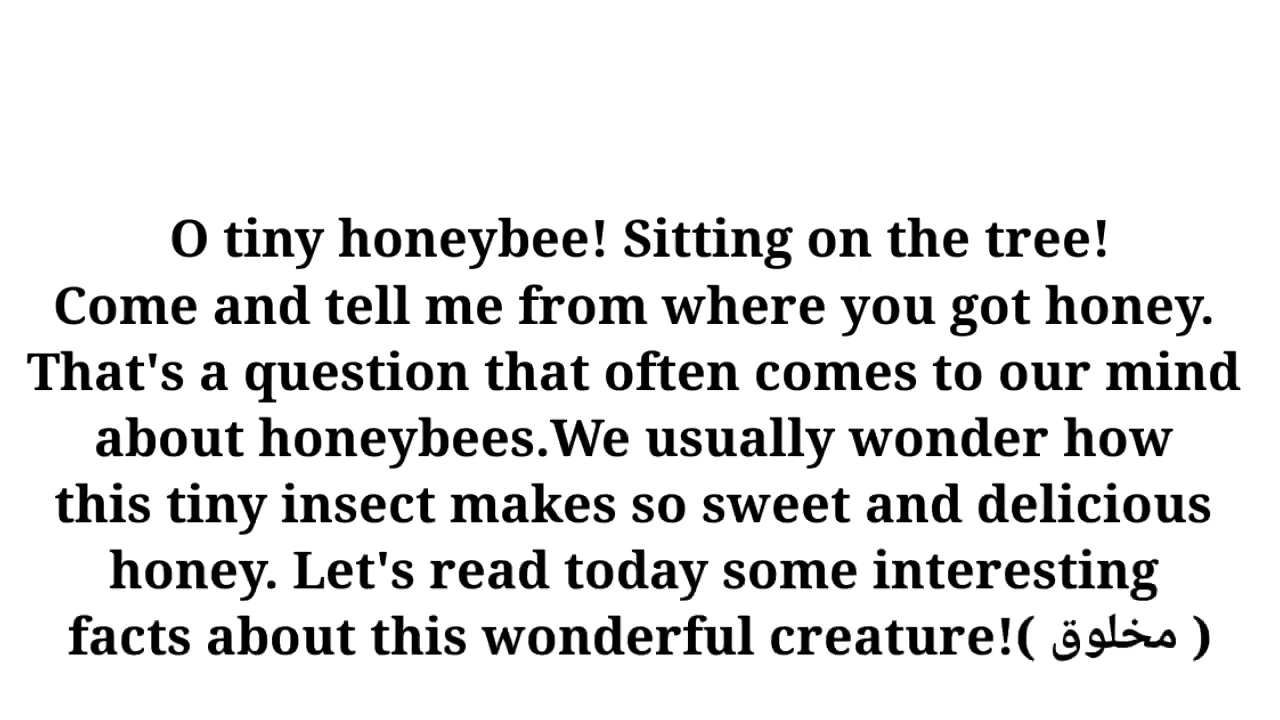 O tiny honeybee! Sitting on the tree!
Come and tell me from where you got honey.
That's a question that often comes to our mind
about honeybees.We usually wonder how
this tiny insect makes so sweet and delicious
honey. Let's read today some interesting
facts about this wonderful creature!( مخلوق )